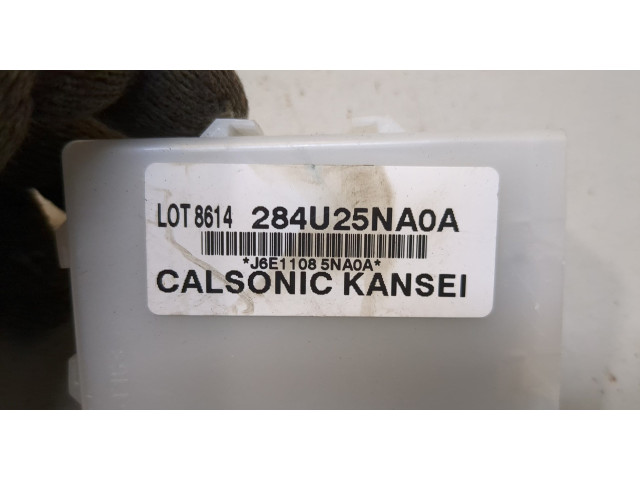 LOT 8614 284U25NA0A
*J6E1108 5NA0A*
CALSONIC KANSEI